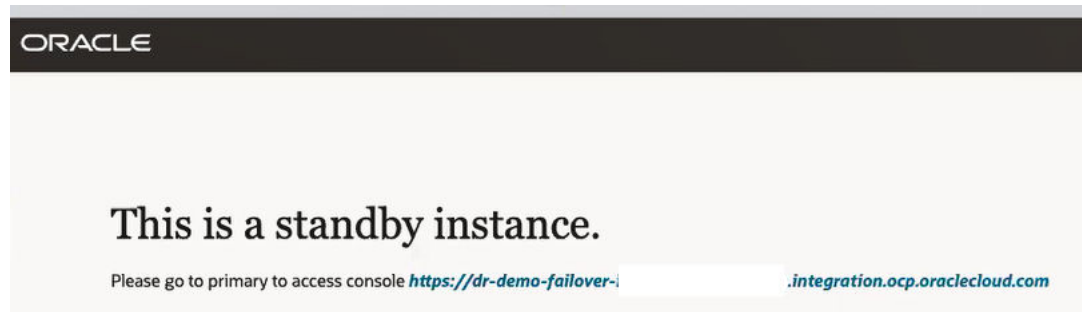 ORACLE
This is a standby instance.
Please go to primary to access console https://dr-demo-failover- .integration.ocp.oraclecloud.com